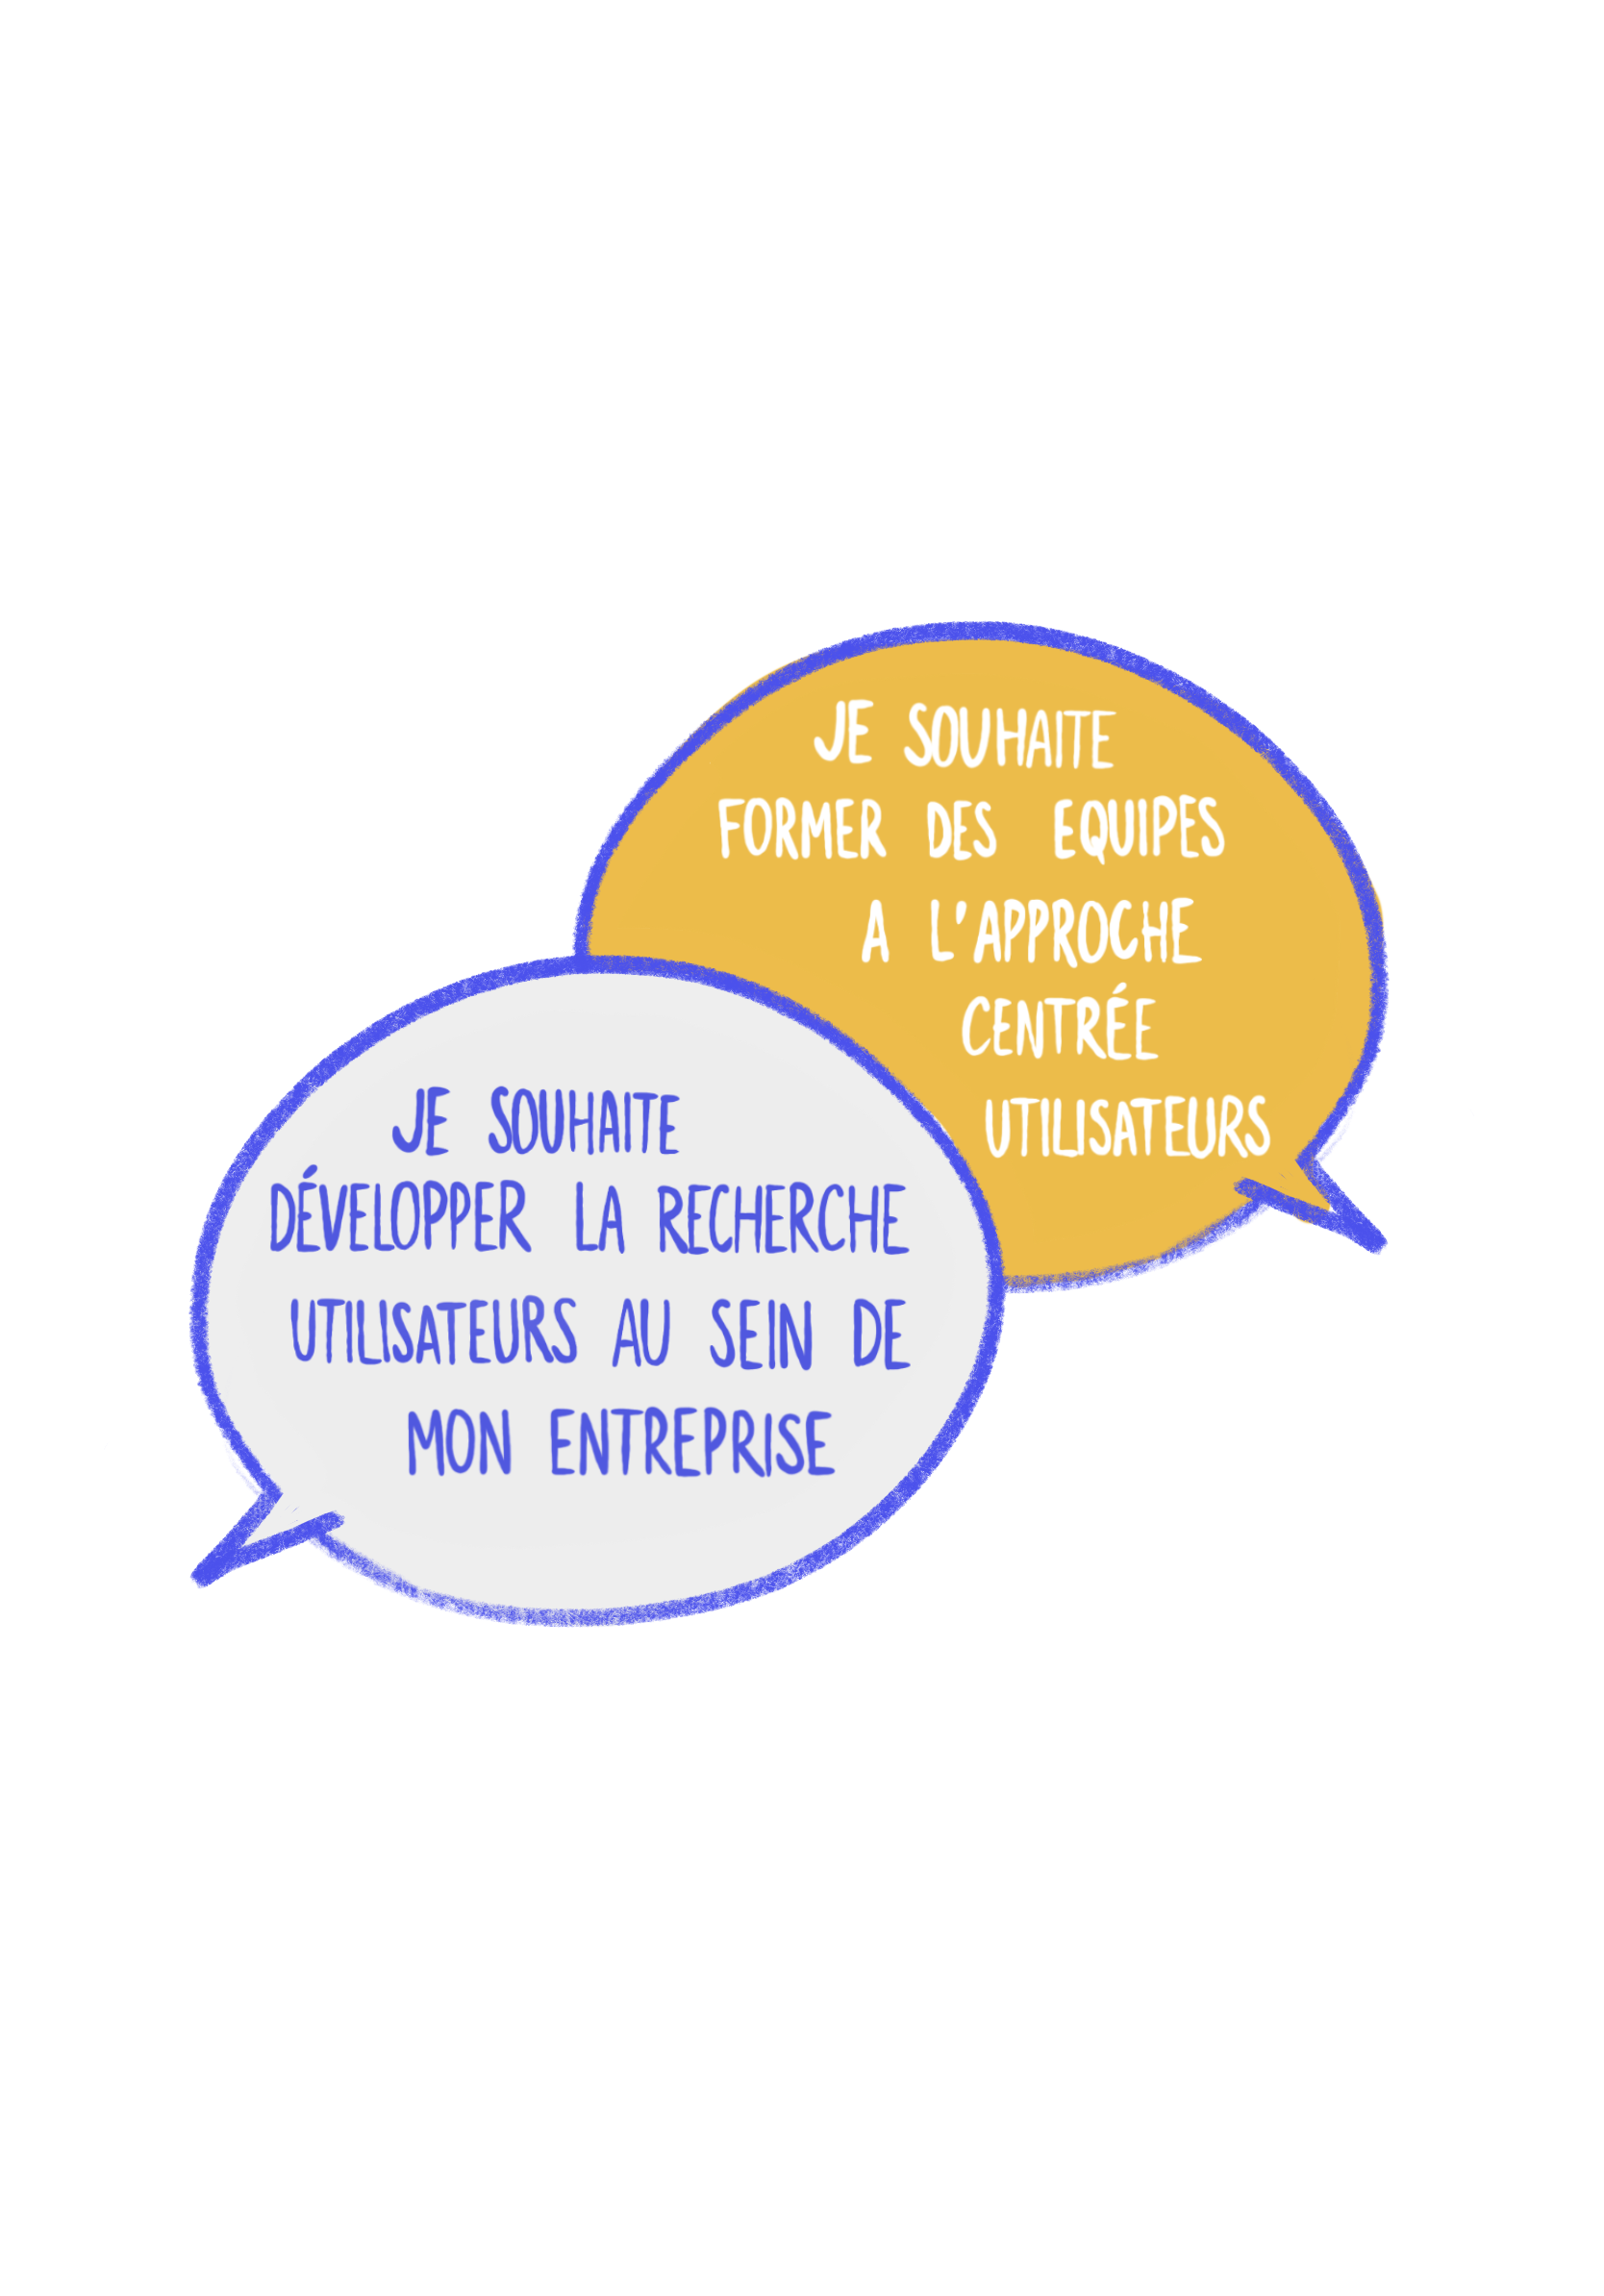 JE SOUHAITE
FORMER DES EQUIPES
A L'APPROCHE
CENTRÉE
UTILISATEURS
JE SOUHAITE
DÉVELOPPER LA RECHERCHE
UTILISATEURS AU SEIN DE
MON ENTREPRISE